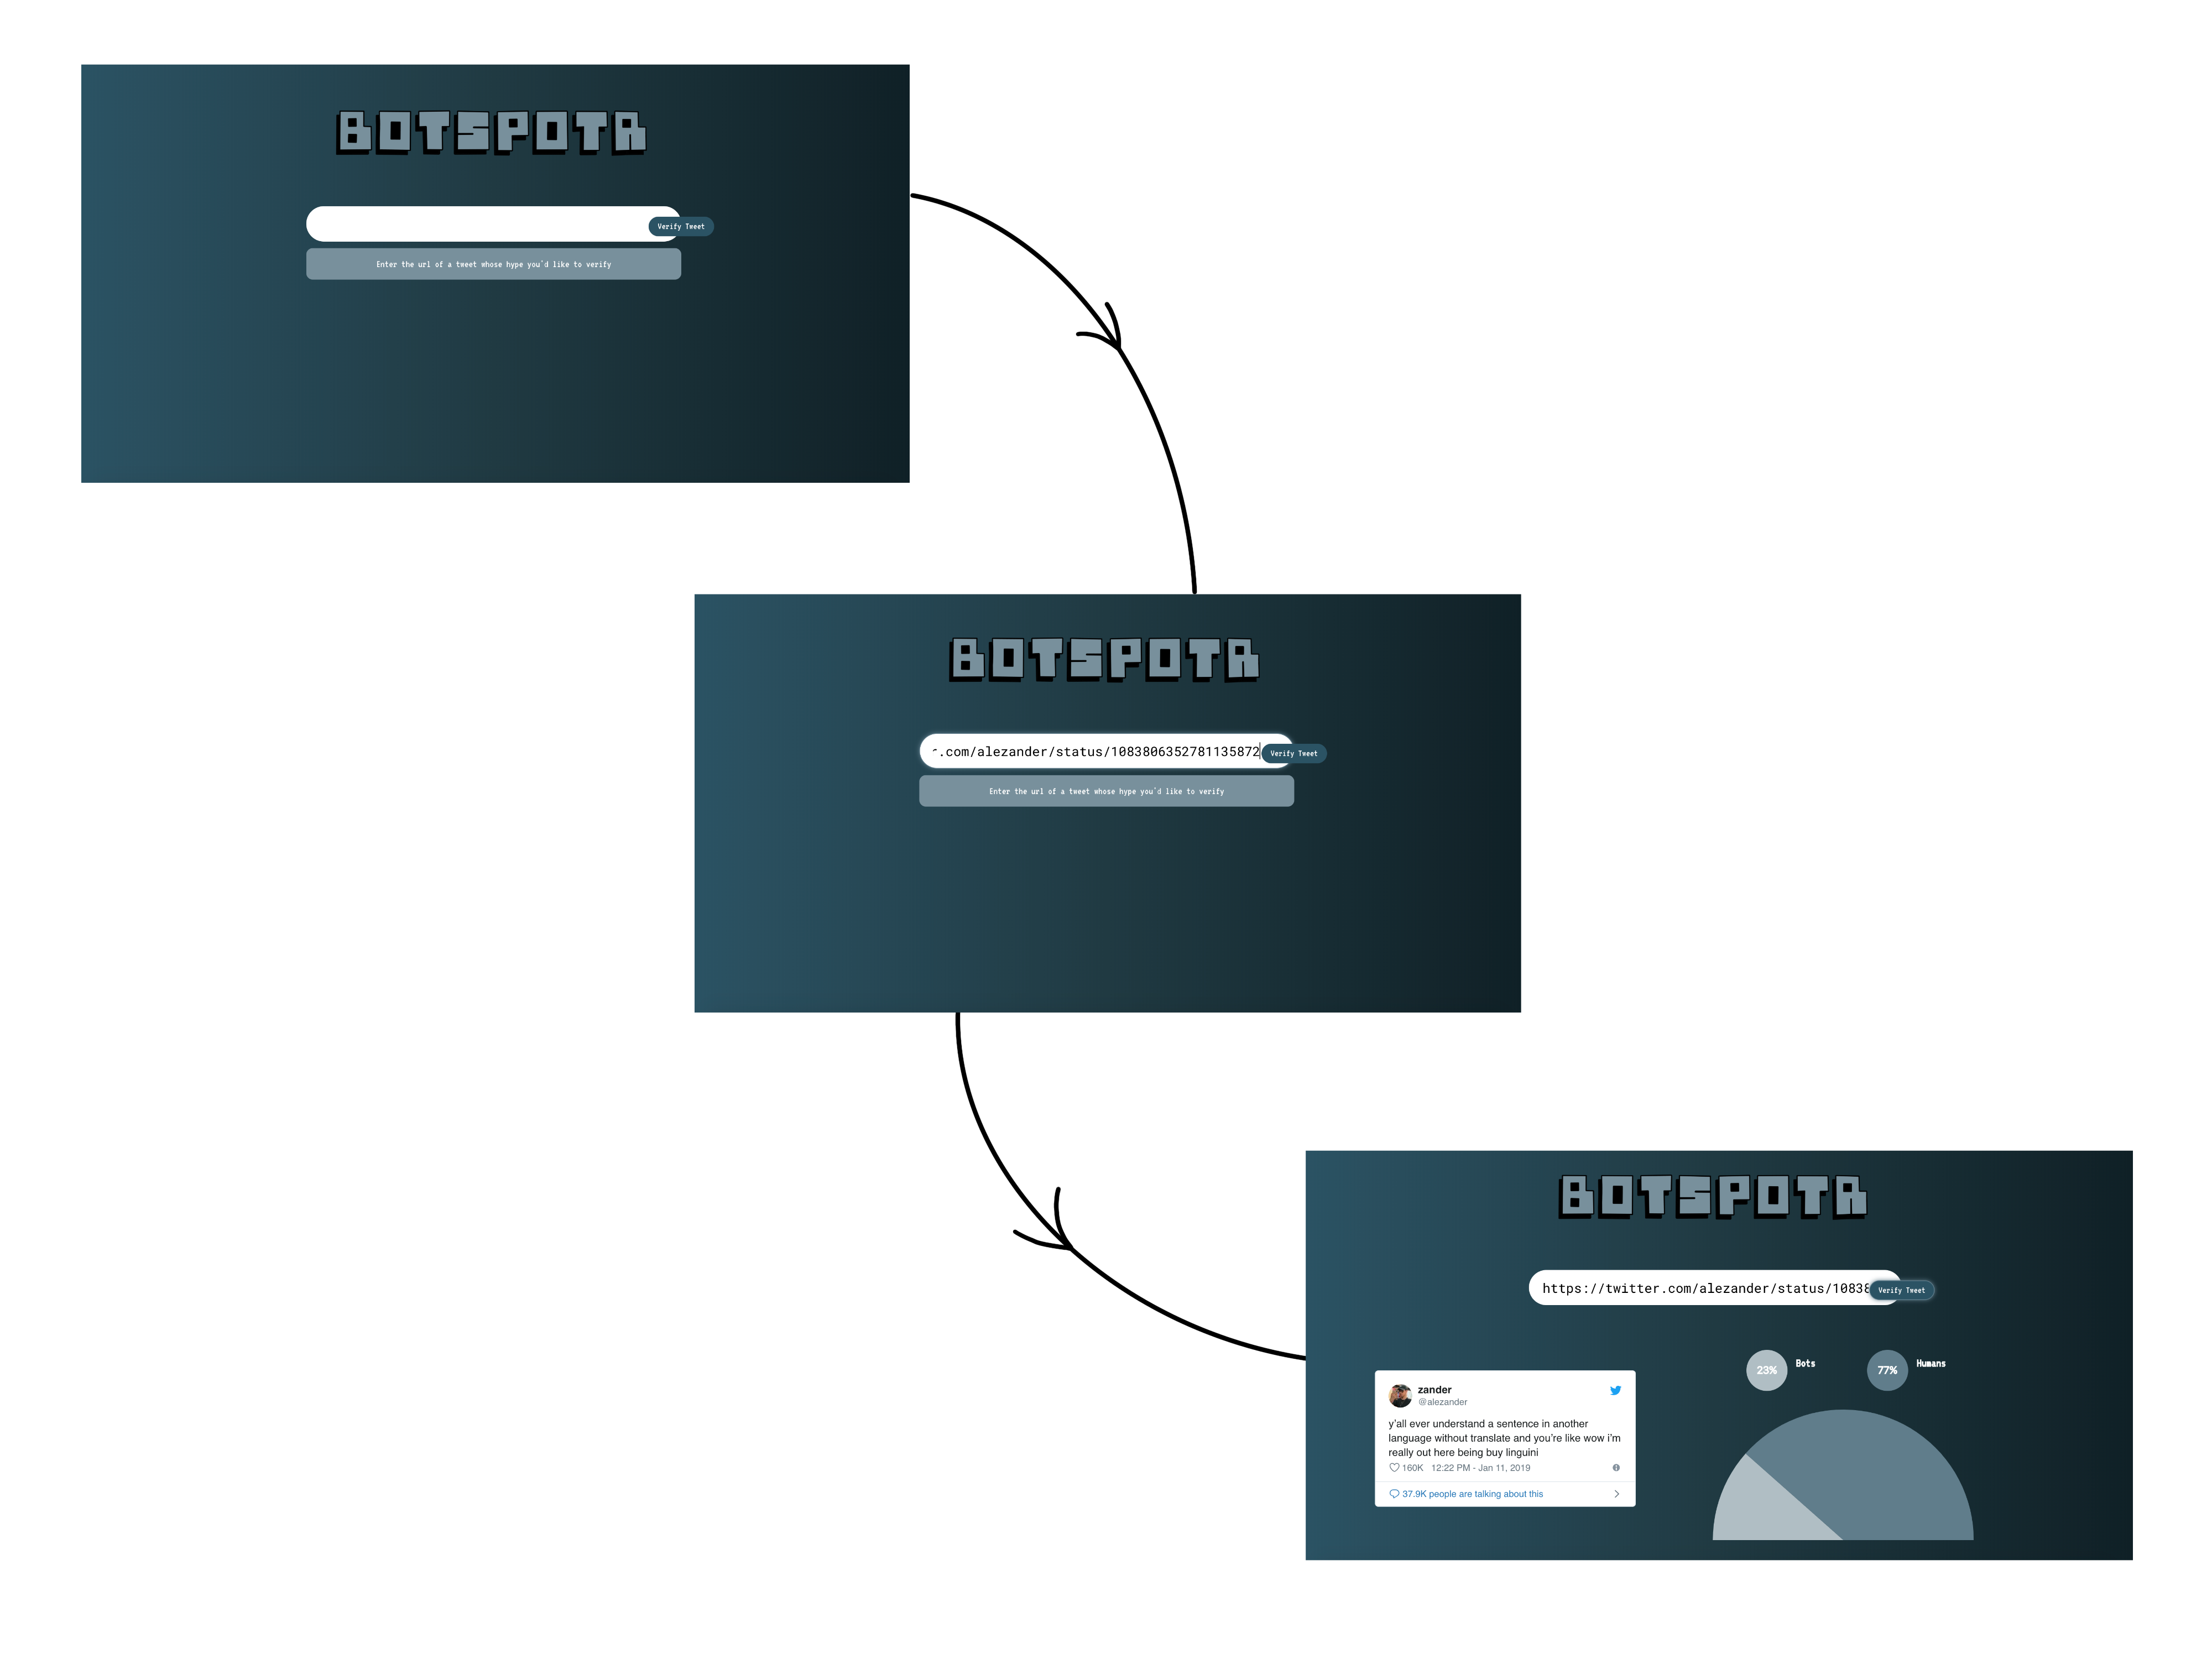 BOTSPOTR
Verify Tweet
Enter the url of a tweet whose hype you'd like to verify
BOTSPOTR
r.com/alezander/status/1083806352781135872
Verify Tweet
Enter the url of a tweet whose hype you'd like to verify
BOTSPOTR
https://twitter.com/alezander/status/10838
Verify Tweet
23% Bots
77% Humans
zander
@alezander
y'all ever understand a sentence in another
language without translate and you're like wow i'm
really out here being buy linguini
160K 12:22 PM - Jan 11, 2019
37.9K people are talking about this